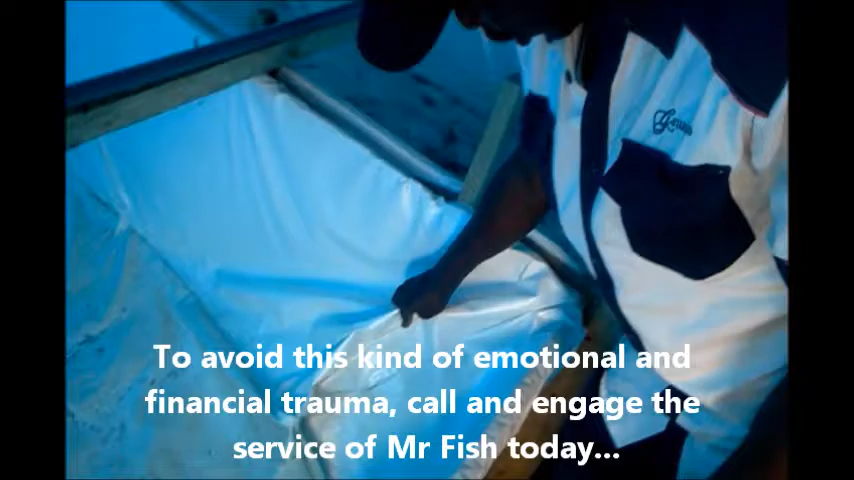 To avoid this kind of emotional and
financial trauma, call and engage the
service of Mr Fish today...